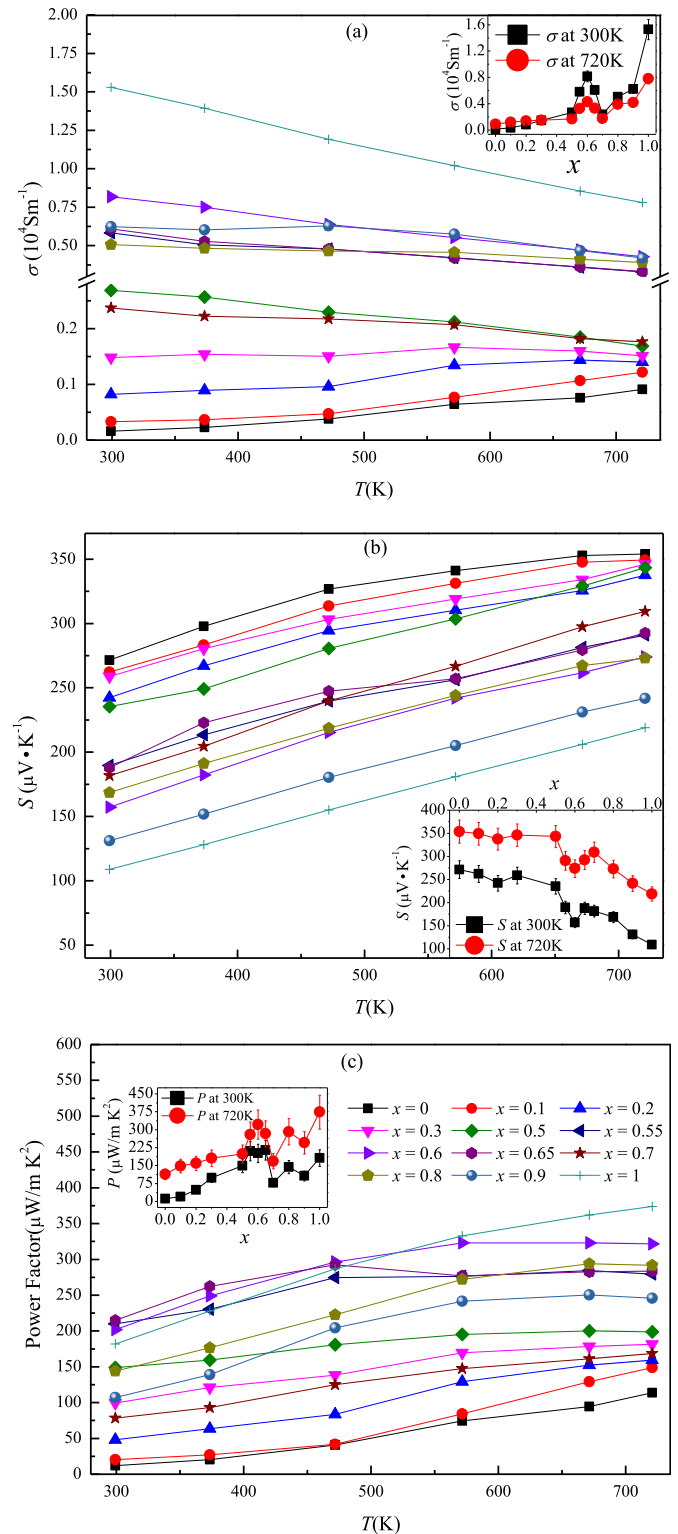 (a)
σ (10⁴Sm⁻¹)
2.00
1.75
1.50
1.25
1.00
0.75
0.50
0.2
0.1
0.0
300 400 500 600 700
T(K)
σ at 300K
σ at 720K
σ (10⁴Sm⁻¹)
1.6
1.2
0.8
0.4
0.0
0.0 0.2 0.4 0.6 0.8 1.0
x
(b)
S (μV•K⁻¹)
350
300
250
200
150
100
50
300 400 500 600 700
T(K)
x
0.0 0.2 0.4 0.6 0.8 1.0
S (μV•K⁻¹)
400
350
300
250
200
150
100
S at 300K
S at 720K
(c)
Power Factor(μW/m K²)
600
550
500
450
400
350
300
250
200
150
100
50
0
300 400 500 600 700
T(K)
P at 300K
P at 720K
P (μW/m K²)
450
375
300
225
150
75
0
0.0 0.2 0.4 0.6 0.8 1.0
x
x = 0 x = 0.1 x = 0.2
x = 0.3 x = 0.5 x = 0.55
x = 0.6 x = 0.65 x = 0.7
x = 0.8 x = 0.9 x = 1